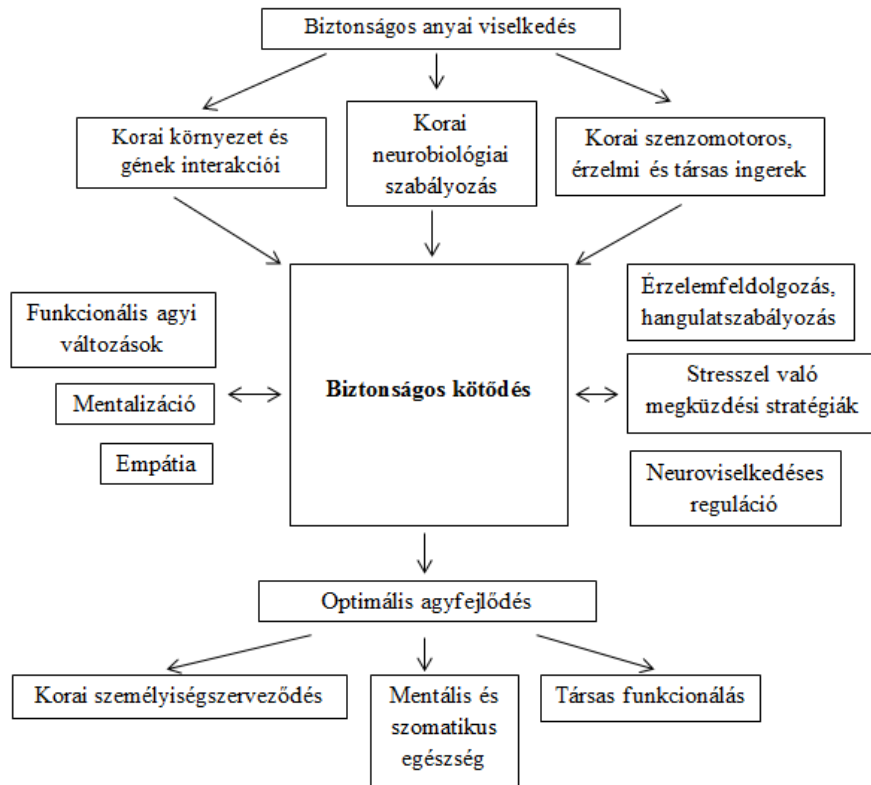 Biztonságos anyai viselkedés
Korai környezet és
gének interakciói
Korai
neurobiológiai
szabályozás
Korai szenzomotoros,
érzelmi és társas ingerek
Funkcionális agyi
változások
Mentalizáció
Empátia
Biztonságos kötődés
Érzelemfeldolgozás,
hangulatszabályozás
Stresszel való
megküzdési stratégiák
Neuroviselkedéses
reguláció
Optimális agyfejlődés
Korai személyiségszerveződés
Mentális és
szomatikus
egészség
Társas funkcionálás